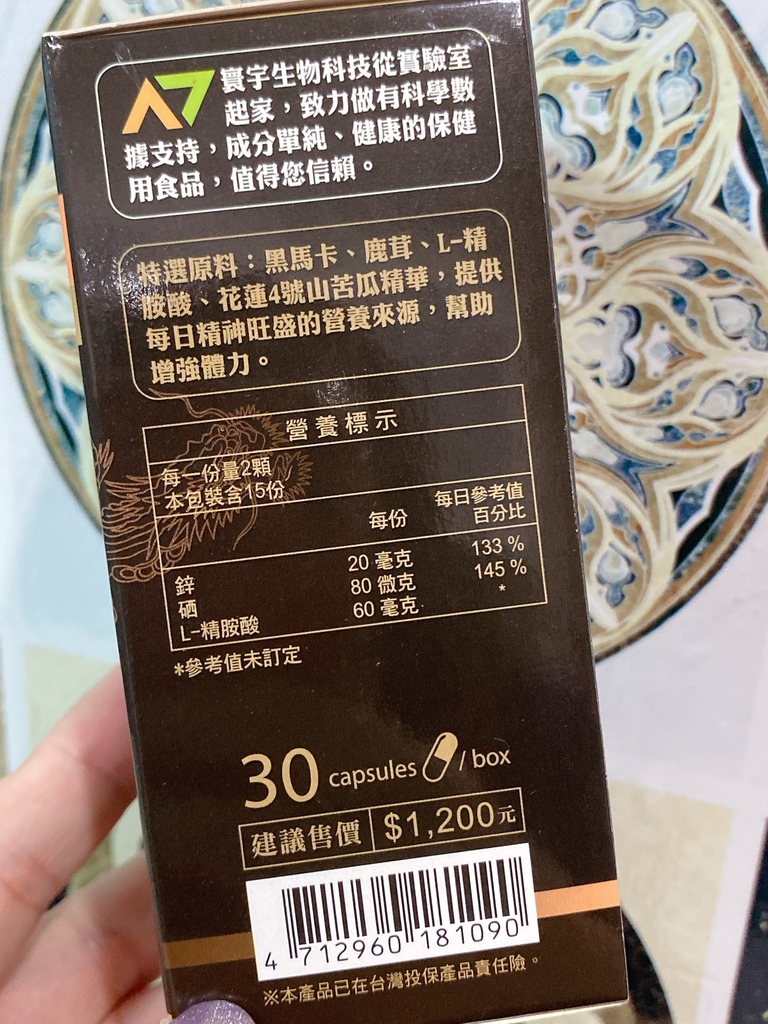 寰宇生物科技從實驗室
起家，致力做有科學數
據支持，成分單純、健康的保健
用食品，值得您信賴。
特選原料：黑馬卡、鹿茸、L-精
胺酸、花蓮4號山苦瓜精華，提供
每日精神旺盛的營養來源，幫助
增強體力。
營養標示
每一份量2顆
本包裝含15份
每份 每日參考值
百分比
鋅 20 毫克 133 %
硒 80 微克 145 %
L-精胺酸 60 毫克 *
*參考值未訂定
30 capsules / box
建議售價 $1,200元
4 712960 181090
※本產品已在台灣投保產品責任險。